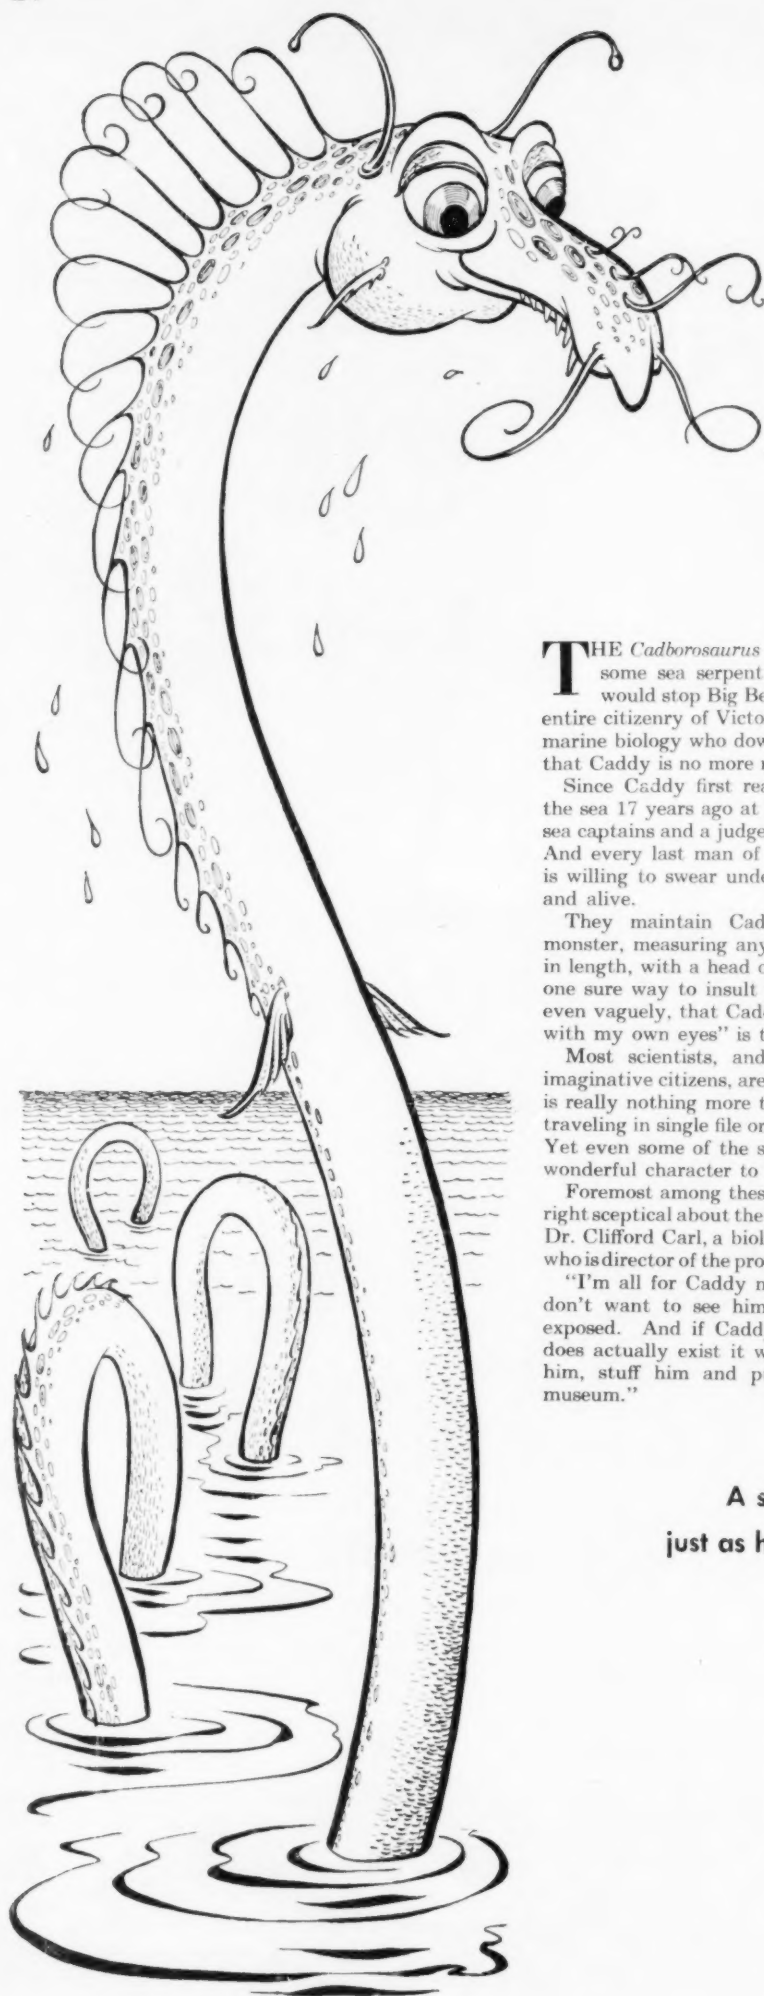 THE Cadborosaurus
some sea serpent
would stop Big Be
entire citizenry of Victo
marine biology who dow
that Caddy is no more r
Since Caddy first rea
the sea 17 years ago at
sea captains and a judge
And every last man of
is willing to swear unde
and alive.
They maintain Cad
monster, measuring any
in length, with a head o
one sure way to insult
even vaguely, that Cad
with my own eyes" is t
Most scientists, and
imaginative citizens, are
is really nothing more t
traveling in single file or
Yet even some of the s
wonderful character to
Foremost among thes
right sceptical about the
Dr. Clifford Carl, a biol
who is director of the pro
"I'm all for Caddy m
don't want to see him
exposed. And if Caddy
does actually exist it w
him, stuff him and p
museum."
A s
just as h